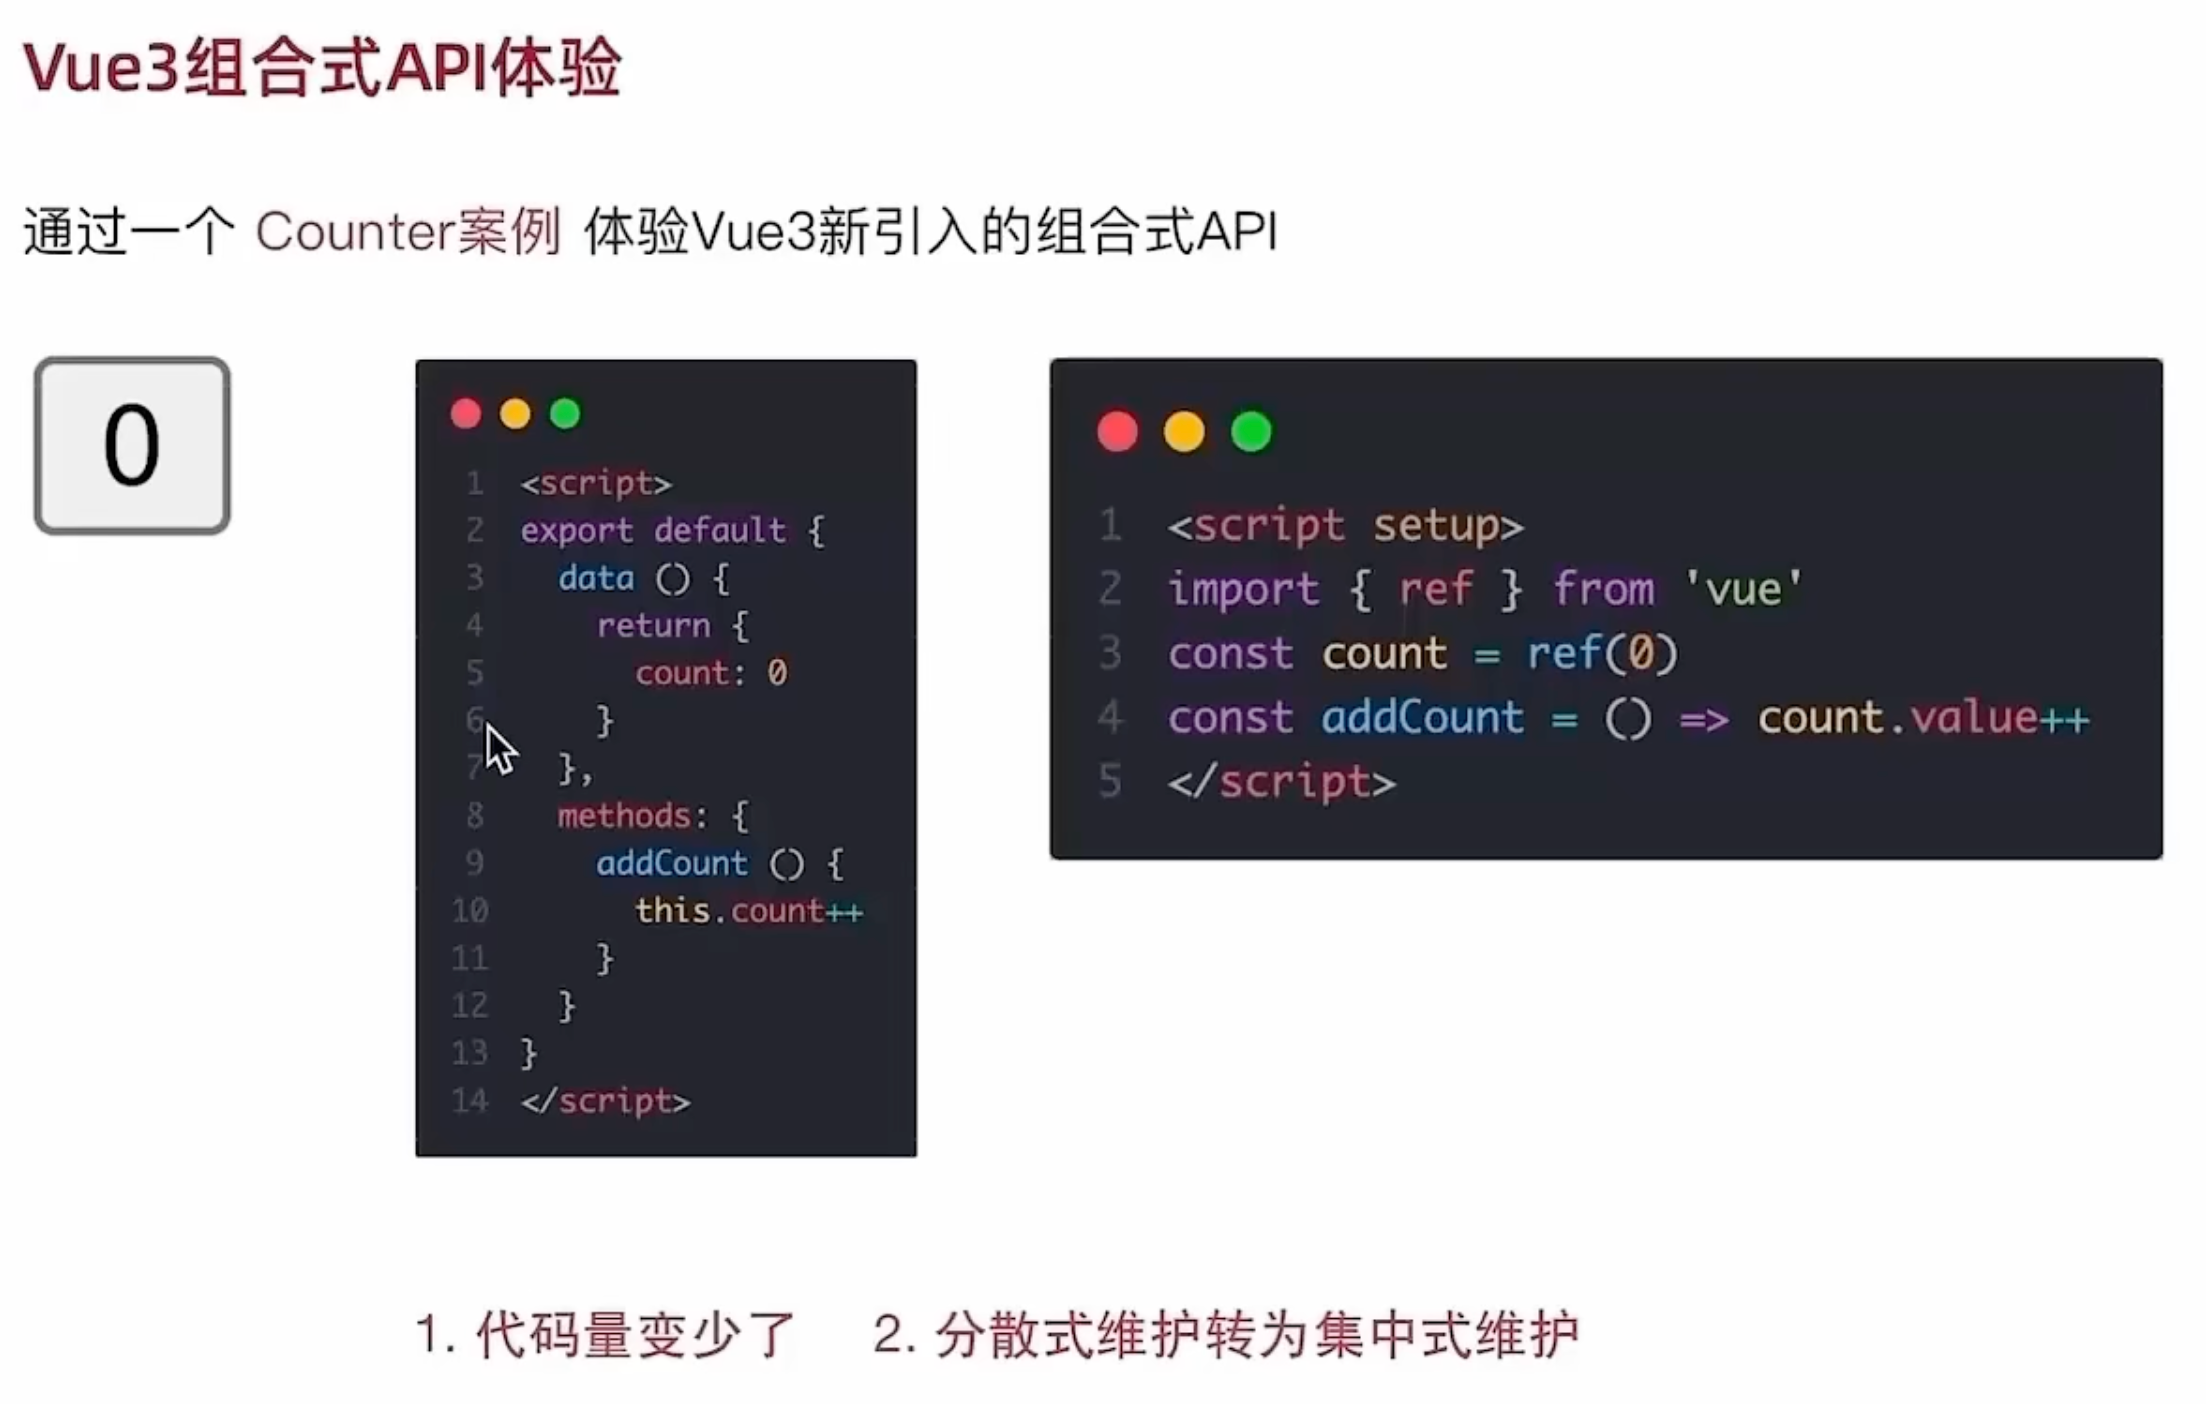 Vue3组合式API体验
通过一个 Counter案例 体验Vue3新引入的组合式API
0
1 <script>
2 export default {
3   data () {
4     return {
5       count: 0
6     }
7   },
8   methods: {
9     addCount () {
10       this.count++
11     }
12   }
13 }
14 </script>
1 <script setup>
2 import { ref } from 'vue'
3 const count = ref(0)
4 const addCount = () => count.value++
5 </script>
1. 代码量变少了  2. 分散式维护转为集中式维护